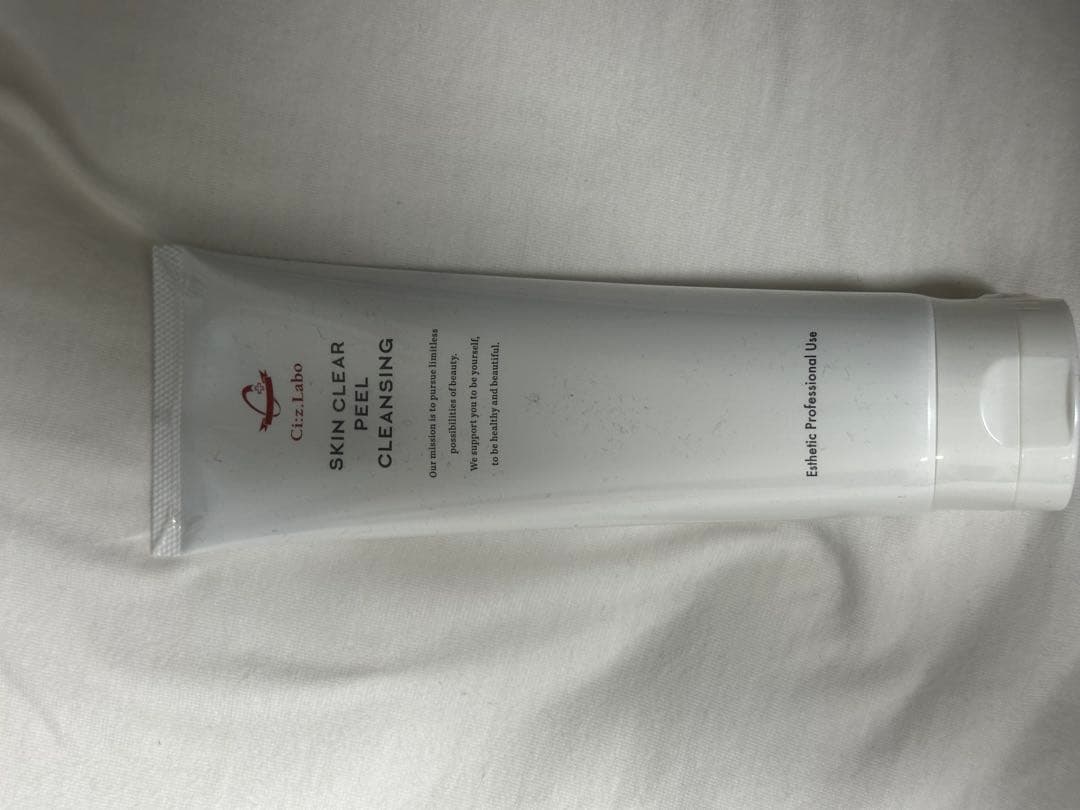 Ci:z.Labo
SKIN CLEAR
PEEL
CLEANSING
Our mission is to pursue limitless
possibilities of beauty.
We support you to be yourself,
to be healthy and beautiful.
Esthetic Professional Use